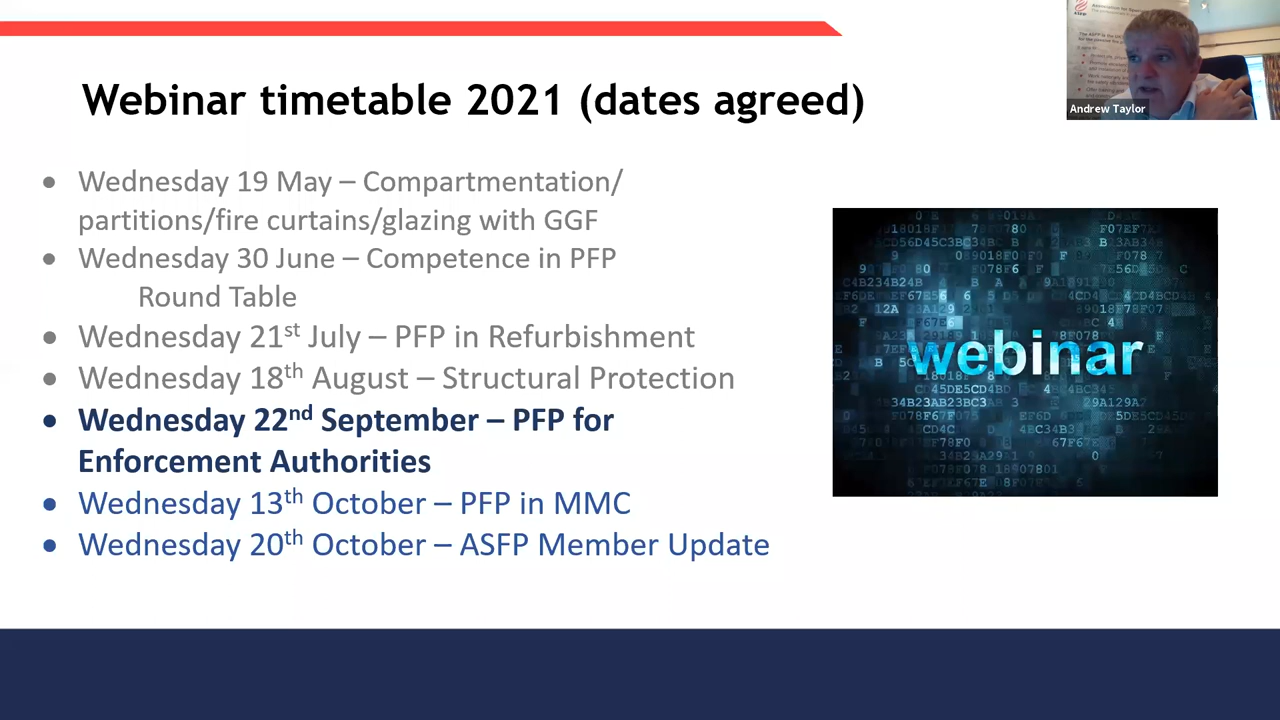 Webinar timetable 2021 (dates agreed)
• Wednesday 19 May – Compartmentation/
partitions/fire curtains/glazing with GGF
• Wednesday 30 June – Competence in PFP
Round Table
• Wednesday 21st July – PFP in Refurbishment
• Wednesday 18th August – Structural Protection
• Wednesday 22nd September – PFP for
Enforcement Authorities
• Wednesday 13th October – PFP in MMC
• Wednesday 20th October – ASFP Member Update
webinar
Andrew Taylor